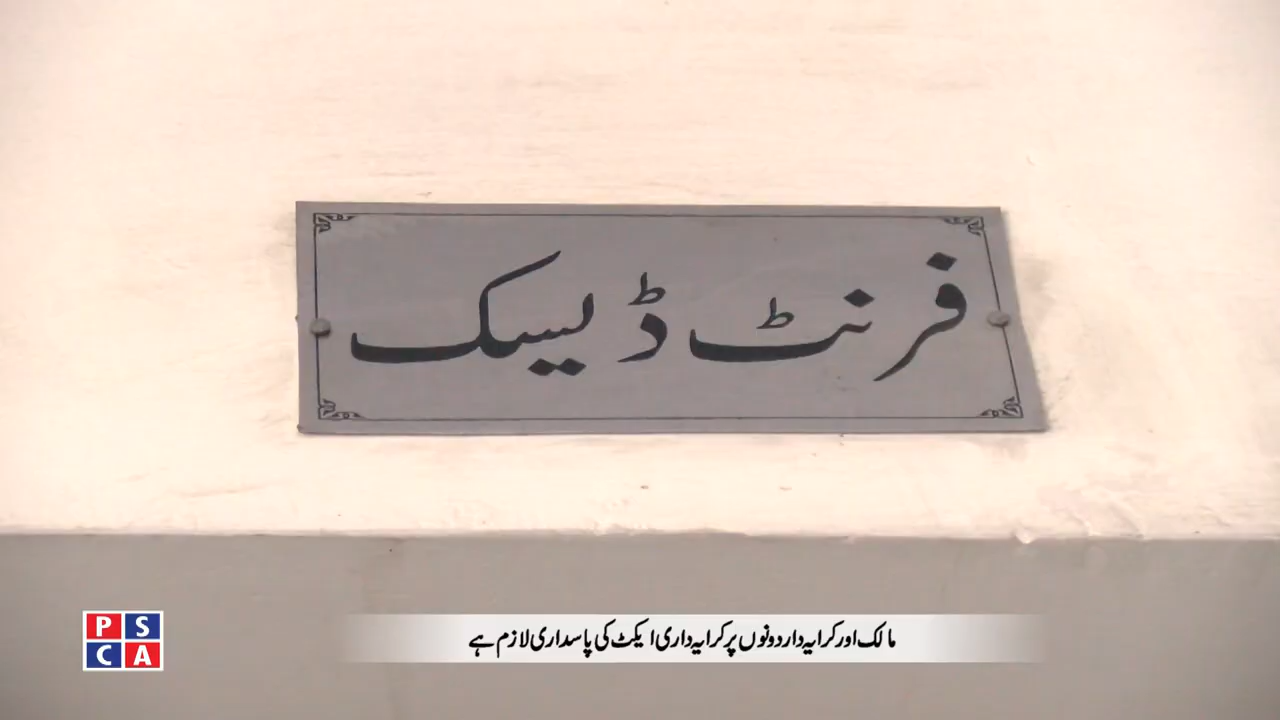 فرنٹ ڈیسک
مالک اور کرایہ دار دونوں پر کرایہ داری ایکٹ کی پاسداری لازم ہے
P S
C A